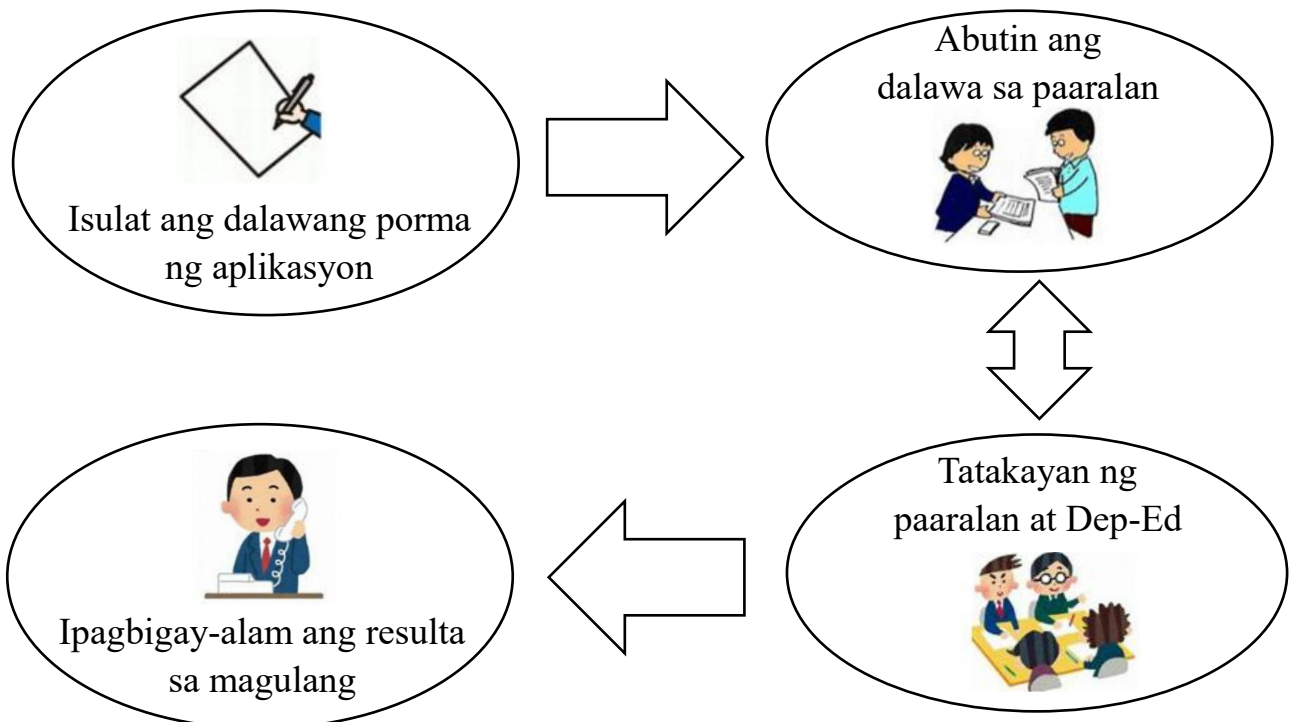 Isulat ang dalawang porma
ng aplikasyon
Abutin ang
dalawa sa paaralan
Tatakayan ng
paaralan at Dep-Ed
Ipagbigay-alam ang resulta
sa magulang